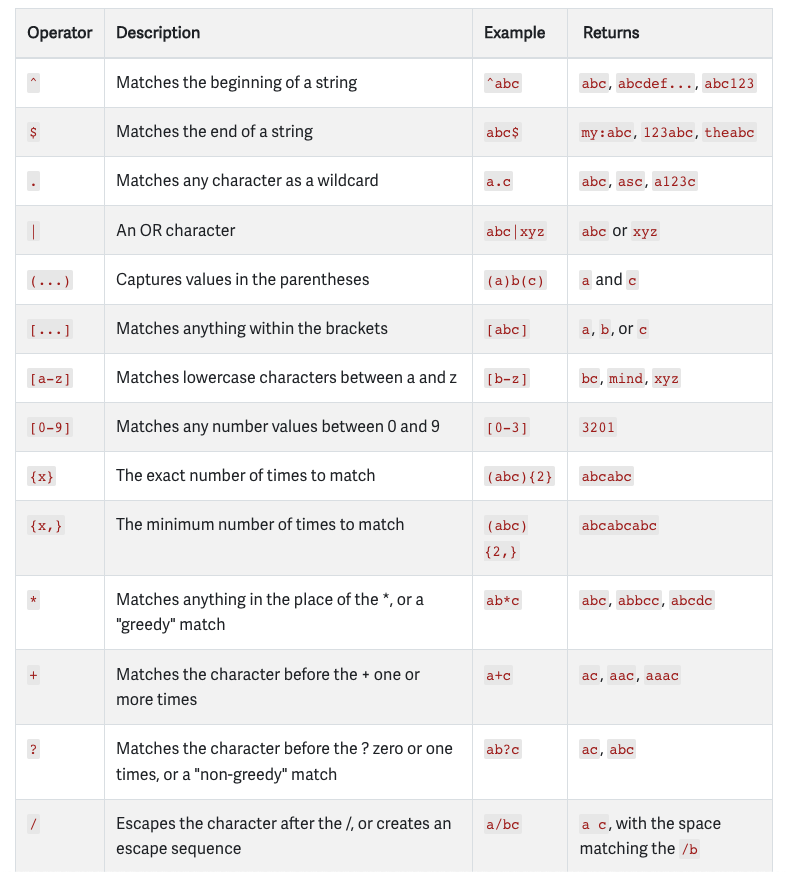 Operator Description Example Returns
^ Matches the beginning of a string ^abc abc, abcdef..., abc123
$ Matches the end of a string abc$ my:abc, 123abc, theabc
. Matches any character as a wildcard a.c abc, asc, a123c
| An OR character abc|xyz abc or xyz
(...) Captures values in the parentheses (a)b(c) a and c
[...] Matches anything within the brackets [abc] a, b, or c
[a-z] Matches lowercase characters between a and z [b-z] bc, mind, xyz
[0-9] Matches any number values between 0 and 9 [0-3] 3201
{x} The exact number of times to match (abc){2} abcabc
{x,} The minimum number of times to match (abc) abcabcabc
{2,}
* Matches anything in the place of the *, or a ab*c abc, abbcc, abcdc
"greedy" match
+ Matches the character before the + one or a+c ac, aac, aaac
more times
? Matches the character before the ? zero or one ab?c ac, abc
times, or a "non-greedy" match
/ Escapes the character after the /, or creates an a/bc a c, with the space
escape sequence matching the /b